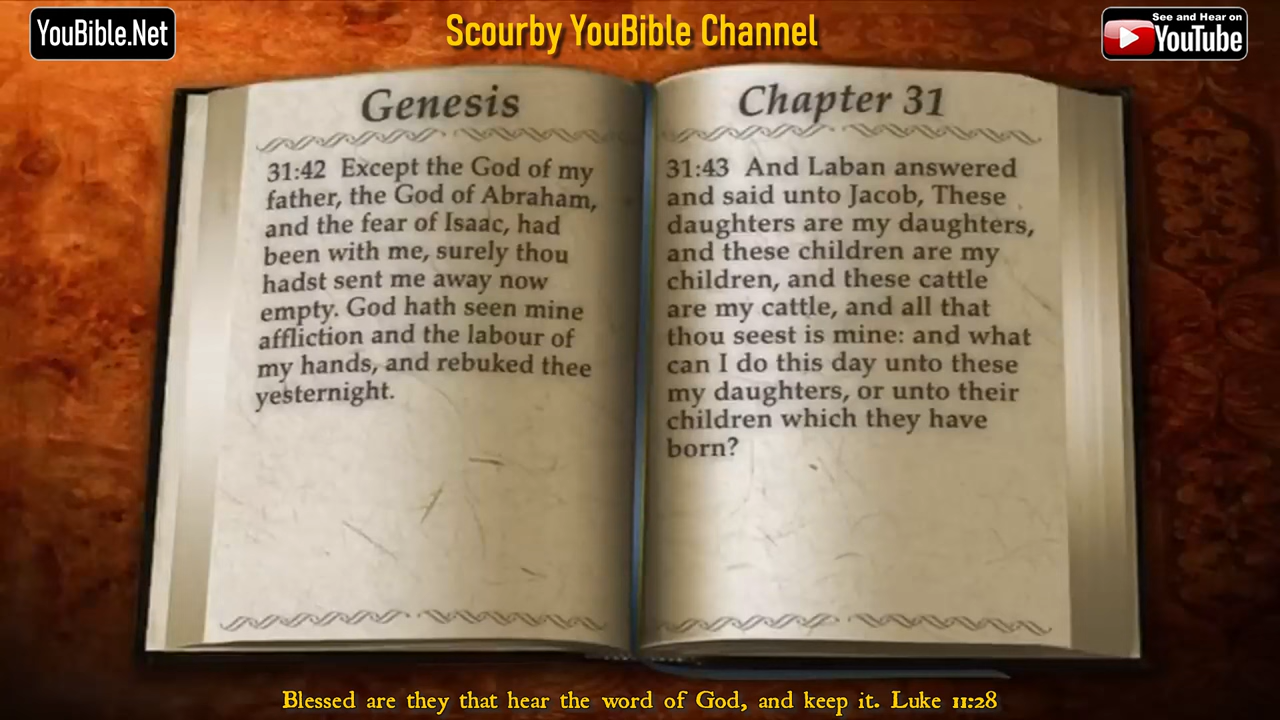 YouBible.Net
Scourby YouBible Channel
See and Hear on
YouTube
Genesis
31:42 Except the God of my
father, the God of Abraham,
and the fear of Isaac, had
been with me, surely thou
hadst sent me away now
empty. God hath seen mine
affliction and the labour of
my hands, and rebuked thee
yesternight.
Chapter 31
31:43 And Laban answered
and said unto Jacob, These
daughters are my daughters,
and these children are my
children, and these cattle
are my cattle, and all that
thou seest is mine: and what
can I do this day unto these
my daughters, or unto their
children which they have
born?
Blessed are they that hear the word of God, and keep it. Luke 11:28